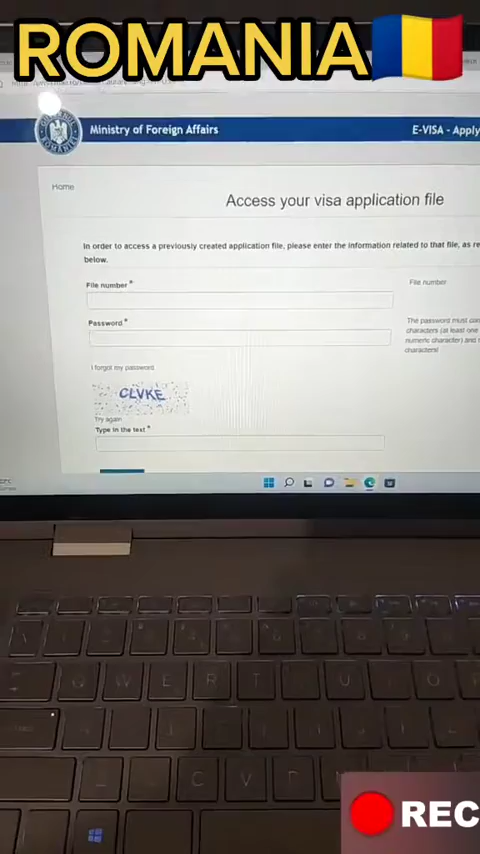 ROMANIA
Ministry of Foreign Affairs
E-VISA - Apply
Home
Access your visa application file
In order to access a previously created application file, please enter the information related to that file, as re
below.
File number *
File number
Password *
The password must con
characters (at least one
numeric character) and s
characters!
I forgot my password
CLVKE
Try again
Type in the text *
Q W E R T U O
C V
REC